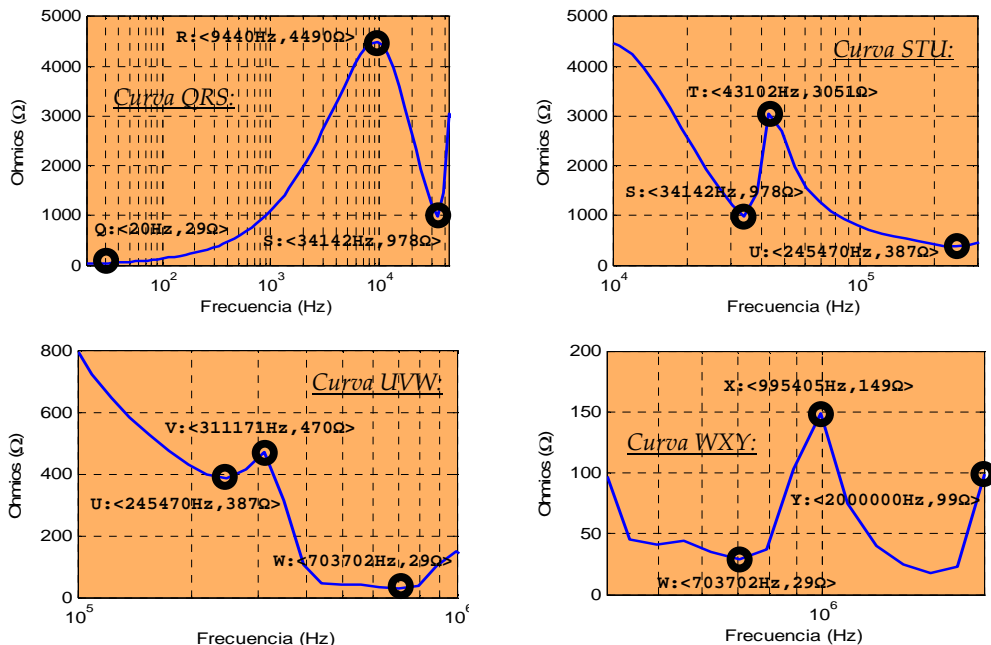 5000
4000
3000
2000
1000
0
Ohmios (Ω)
R:<9440Hz,4490Ω>
Curva QRS:
Q:<20Hz,29Ω>
S:<34142Hz,978Ω>
10² 10³ 10⁴
Frecuencia (Hz)
5000
4000
3000
2000
1000
0
Ohmios (Ω)
Curva STU:
T:<43102Hz,3051Ω>
S:<34142Hz,978Ω>
U:<245470Hz,387Ω>
10⁴ 10⁵
Frecuencia (Hz)
800
600
400
200
0
Ohmios (Ω)
Curva UVW:
V:<311171Hz,470Ω>
U:<245470Hz,387Ω>
W:<703702Hz,29Ω>
10⁵ 10⁶
Frecuencia (Hz)
200
150
100
50
0
Ohmios (Ω)
X:<995405Hz,149Ω>
Curva WXY:
Y:<2000000Hz,99Ω>
W:<703702Hz,29Ω>
10⁶
Frecuencia (Hz)